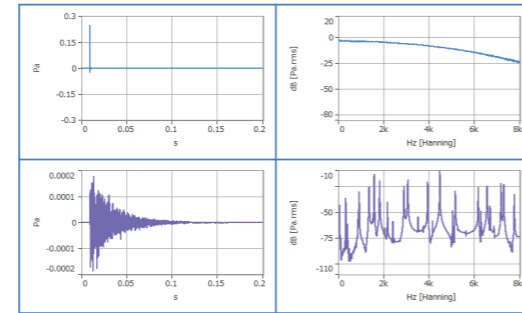 0.3
0.15
0
-0.15
-0.3
Pa
0
0.05
0.1
0.15
0.2
s
20
0
-25
-50
-80
dB [Pa.rms]
0
2k
4k
6k
8k
Hz [Hanning]
0.0002
0.0001
0
-0.0001
-0.0002
Pa
0
0.05
0.1
0.15
0.2
s
-10
-50
-75
-110
dB [Pa.rms]
0
2k
4k
6k
8k
Hz [Hanning]